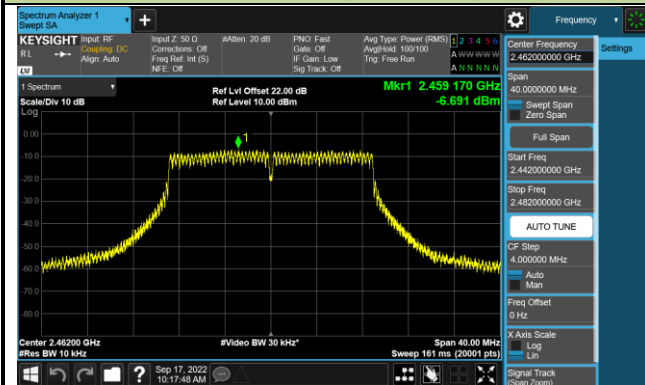 Spectrum Analyzer 1
Swept SA
Frequency
KEYSIGHT Input: RF
R L Coupling: DC
Align: Auto
Input Z: 50 Ω
Corrections: Off
Freq Ref: Int (S)
NFE: Off
#Atten: 20 dB
PNO: Fast
Gate: Off
IF Gain: Low
Sig Track: Off
Avg Type: Power (RMS)
Avg|Hold: 100/100
Trig: Free Run
1 2 3 4 5 6
A W W W W W
A N N N N N
LXI
Center Frequency
2.462000000 GHz
Settings
Span
40.0000000 MHz
Swept Span
Zero Span
Full Span
Start Freq
2.442000000 GHz
Stop Freq
2.482000000 GHz
AUTO TUNE
CF Step
4.000000 MHz
Auto
Man
Freq Offset
0 Hz
X Axis Scale
Log
Lin
Signal Track
(Span Zoom)
1 Spectrum
Scale/Div 10 dB
Log
Ref Lvl Offset 22.00 dB
Ref Level 10.00 dBm
Mkr1 2.459 170 GHz
-6.691 dBm
1
0.00
-10.0
-20.0
-30.0
-40.0
-50.0
-60.0
-70.0
-80.0
Center 2.46200 GHz
#Res BW 10 kHz
#Video BW 30 kHz*
Span 40.00 MHz
Sweep 161 ms (20001 pts)
?
Sep 17, 2022
10:17:48 AM